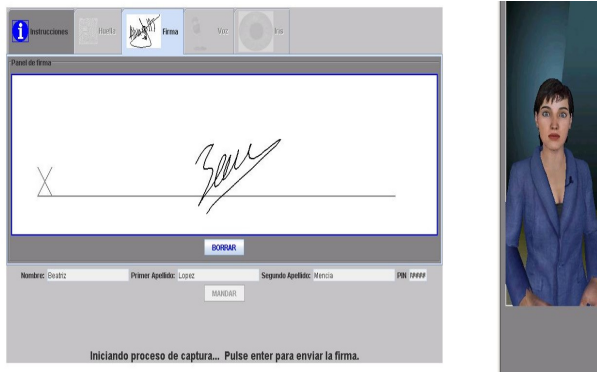 Instrucciones Huella Firma Voz Iris
Panel de firma
X
BORRAR
Nombre: Beatriz Primer Apellido: Lopez Segundo Apellido: Mencia PIN
MANDAR
Iniciando proceso de captura... Pulse enter para enviar la firma.